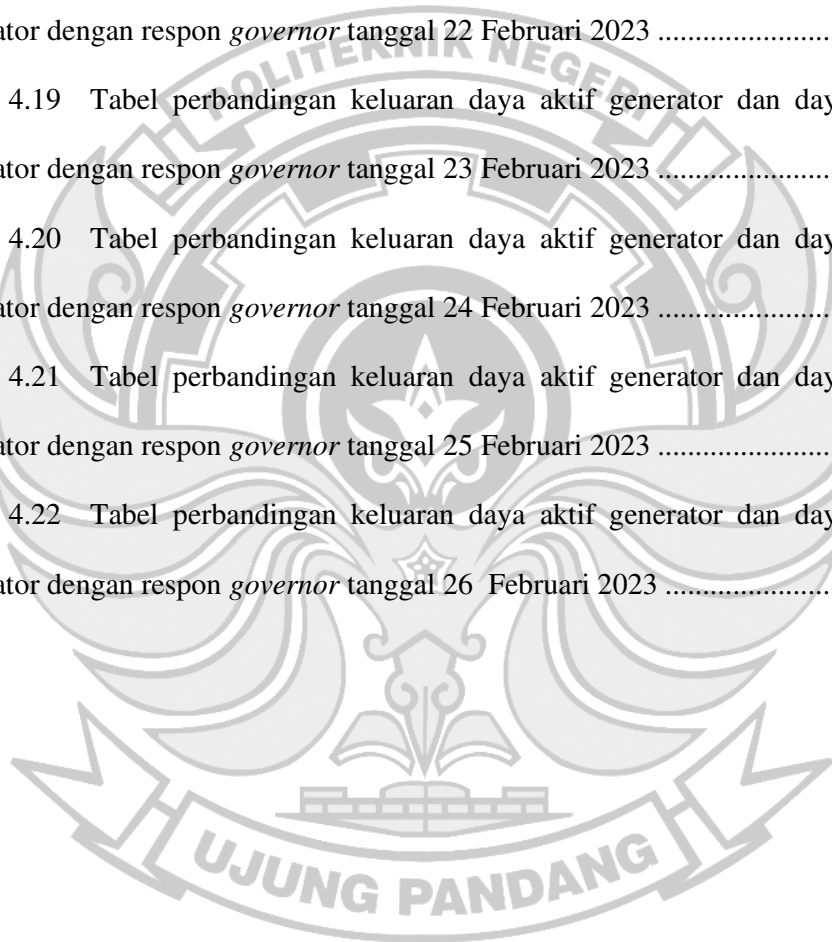 ator dengan respon governor tanggal 22 Februari 2023 ........................
4.19 Tabel perbandingan keluaran daya aktif generator dan day
ator dengan respon governor tanggal 23 Februari 2023 ........................
4.20 Tabel perbandingan keluaran daya aktif generator dan day
ator dengan respon governor tanggal 24 Februari 2023 ........................
4.21 Tabel perbandingan keluaran daya aktif generator dan day
ator dengan respon governor tanggal 25 Februari 2023 ........................
4.22 Tabel perbandingan keluaran daya aktif generator dan day
ator dengan respon governor tanggal 26 Februari 2023 .......................
POLITEKNIK NEGERI
UJUNG PANDANG